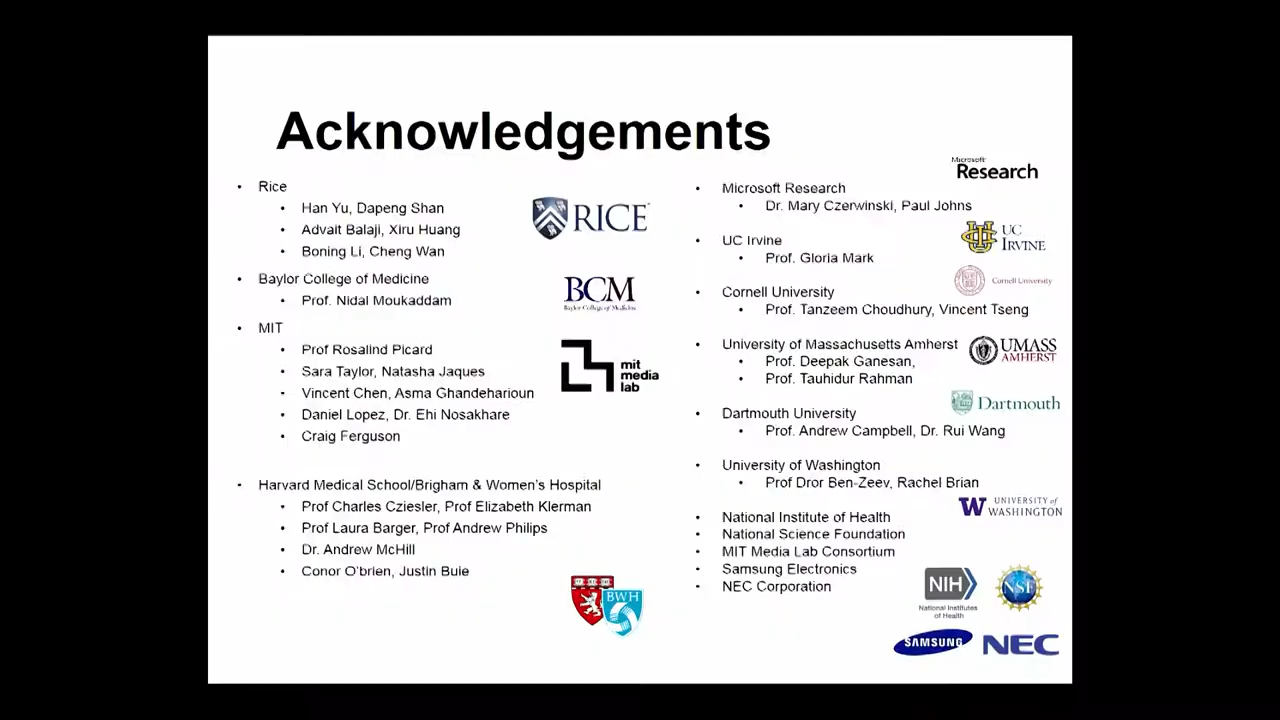 Acknowledgements
• Rice
• Han Yu, Dapeng Shan
• Advait Balaji, Xiru Huang
• Boning Li, Cheng Wan
RICE
• Baylor College of Medicine
• Prof. Nidal Moukaddam
BCM
Baylor College of Medicine
• MIT
• Prof Rosalind Picard
• Sara Taylor, Natasha Jaques
• Vincent Chen, Asma Ghandeharioun
• Daniel Lopez, Dr. Ehi Nosakhare
• Craig Ferguson
mit
media
lab
• Harvard Medical School/Brigham & Women's Hospital
• Prof Charles Cziesler, Prof Elizabeth Klerman
• Prof Laura Barger, Prof Andrew Philips
• Dr. Andrew McHill
• Conor O'brien, Justin Buie
BWH
Microsoft
Research
• Microsoft Research
• Dr. Mary Czerwinski, Paul Johns
• UC Irvine
• Prof. Gloria Mark
UC
IRVINE
Cornell University
• Cornell University
• Prof. Tanzeem Choudhury, Vincent Tseng
• University of Massachusetts Amherst
• Prof. Deepak Ganesan,
• Prof. Tauhidur Rahman
UMASS
AMHERST
Dartmouth
• Dartmouth University
• Prof. Andrew Campbell, Dr. Rui Wang
• University of Washington
• Prof Dror Ben-Zeev, Rachel Brian
W UNIVERSITY of
WASHINGTON
• National Institute of Health
• National Science Foundation
• MIT Media Lab Consortium
• Samsung Electronics
• NEC Corporation
NIH
National Institutes
of Health
NSF
SAMSUNG
NEC